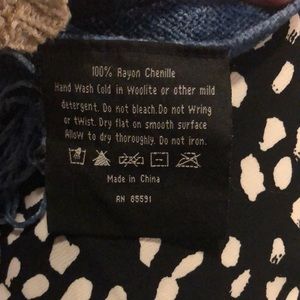 100% Rayon Chenille
Hand Wash Cold in Woolite or other mild
detergent. Do not bleach.Do not Wring
or twist. Dry flat on smooth surface
Allow to dry thoroughly. Do not iron.
Made in China
RN 85591